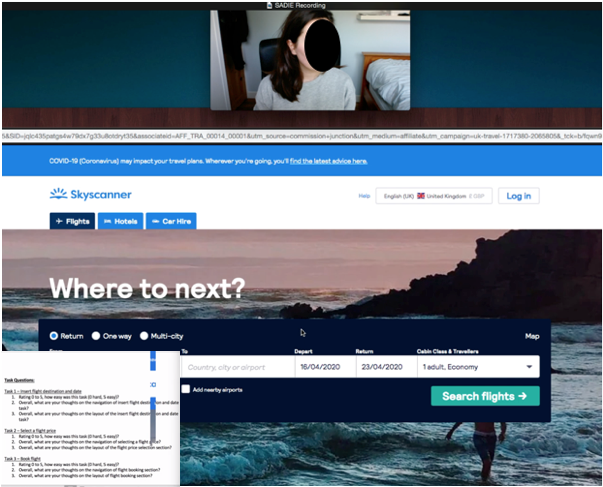 SADIE Recording
5&SID=jqlc435patgs4w79dx7g33u8otdryt35&associateid=AFF_TRA_00014_00001&utm_source=commission+junction&utm_medium=affiliate&utm_campaign=uk-travel-1717380-2065805&_tck=b/fqwn9
COVID-19 (Coronavirus) may impact your travel plans. Wherever you're going, you'll find the latest advice here.
Skyscanner
Help English (UK) United Kingdom £ GBP Log in
Flights Hotels Car Hire
Where to next?
Return One way Multi-city Map
From To Depart Return Cabin Class & Travellers
Country, city or airport 16/04/2020 23/04/2020 1 adult, Economy
Add nearby airports
Search flights →
Task Questions:
Task 1 – Insert flight destination and date
1. Rating 0 to 5, how easy was this task (0 hard, 5 easy)?
2. Overall, what are your thoughts on the navigation of insert flight destination and date task?
3. Overall, what are your thoughts on the layout of the insert flight destination and date
task?
Task 2 – Select a flight price
1. Rating 0 to 5, how easy was this task (0 hard, 5 easy)?
2. Overall, what are your thoughts on the navigation of selecting a flight price?
3. Overall, what are your thoughts on the layout of the flight price selection section?
Task 3 – Book flight
1. Rating 0 to 5, how easy was this task (0 hard, 5 easy)?
2. Overall, what are your thoughts on the navigation of flight booking section?
3. Overall, what are your thoughts on the layout of flight booking section?